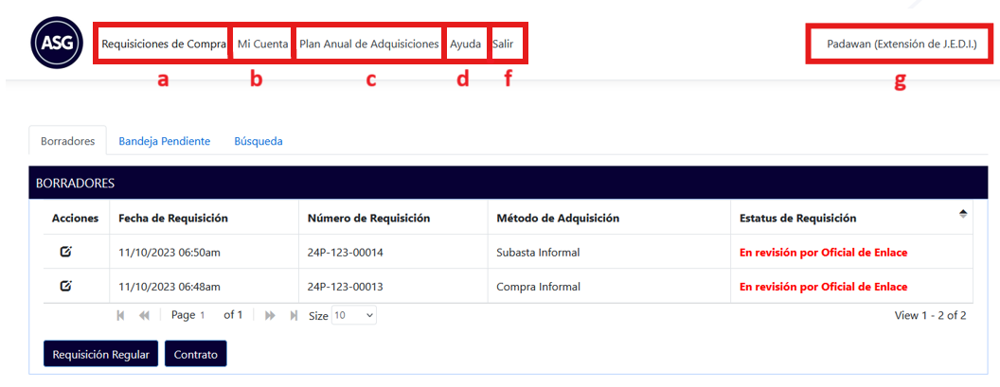 ASG Requisiciones de Compra Mi Cuenta Plan Anual de Adquisiciones Ayuda Salir Padawan (Extensión de J.E.D.I.)
a b c d f g
Borradores Bandeja Pendiente Búsqueda
BORRADORES
Acciones Fecha de Requisición Número de Requisición Método de Adquisición Estatus de Requisición
11/10/2023 06:50am 24P-123-00014 Subasta Informal En revisión por Oficial de Enlace
11/10/2023 06:48am 24P-123-00013 Compra Informal En revisión por Oficial de Enlace
Page 1 of 1 Size 10 View 1 - 2 of 2
Requisición Regular Contrato